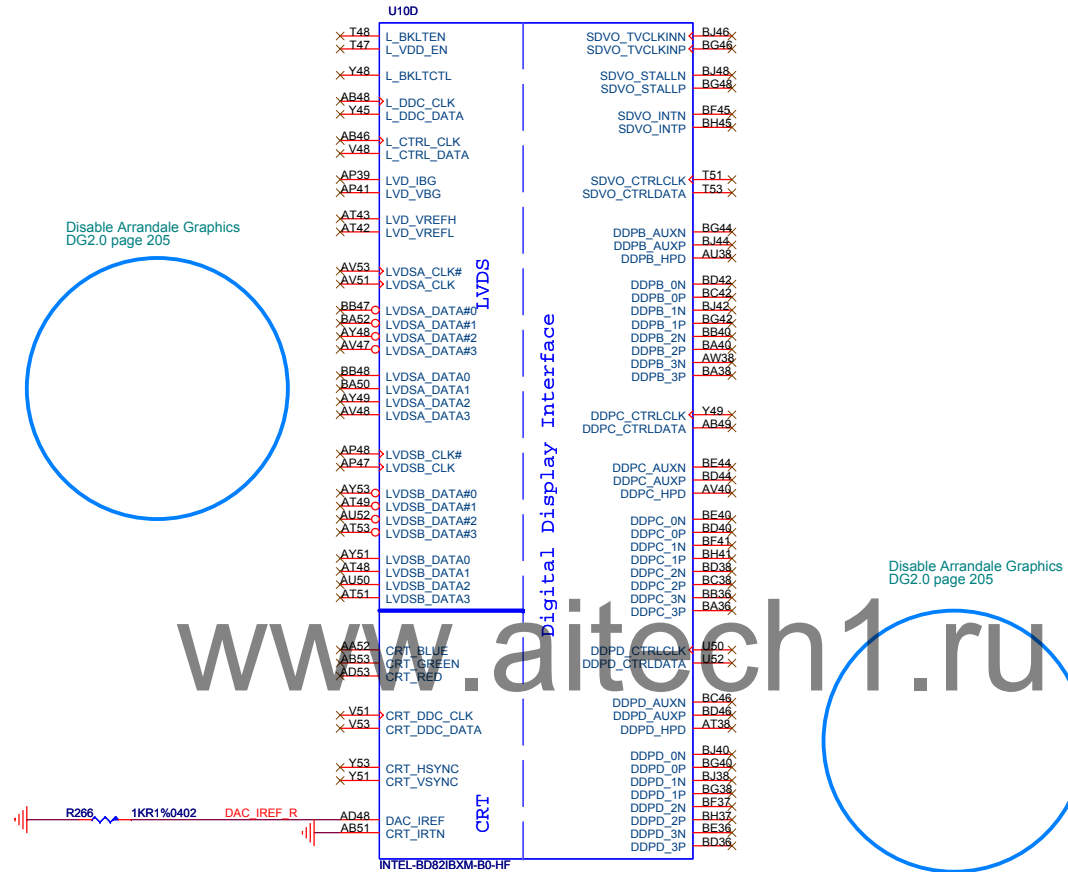 U10D
T48 L_BKLTEN
T47 L_VDD_EN
Y48 L_BKLTCTL
AB48 L_DDC_CLK
Y45 L_DDC_DATA
AB46 L_CTRL_CLK
V48 L_CTRL_DATA
AP39 LVD_IBG
AP41 LVD_VBG
AT43 LVD_VREFH
AT42 LVD_VREFL
AV53 LVDSA_CLK#
AV51 LVDSA_CLK
BB47 LVDSA_DATA#0
BA52 LVDSA_DATA#1
AY48 LVDSA_DATA#2
AV47 LVDSA_DATA#3
BB48 LVDSA_DATA0
BA50 LVDSA_DATA1
AY49 LVDSA_DATA2
AV48 LVDSA_DATA3
AP48 LVDSB_CLK#
AP47 LVDSB_CLK
AY53 LVDSB_DATA#0
AT49 LVDSB_DATA#1
AU52 LVDSB_DATA#2
AT53 LVDSB_DATA#3
AY51 LVDSB_DATA0
AT48 LVDSB_DATA1
AU50 LVDSB_DATA2
AT51 LVDSB_DATA3
AA52 CRT_BLUE
AB53 CRT_GREEN
AD53 CRT_RED
V51 CRT_DDC_CLK
V53 CRT_DDC_DATA
Y53 CRT_HSYNC
Y51 CRT_VSYNC
R266 1KR1%0402 DAC_IREF_R AD48 DAC_IREF
AB51 CRT_IRTN
LVDS
CRT
Digital Display Interface
SDVO_TVCLKINN BJ46
SDVO_TVCLKINP BG46
SDVO_STALLN BJ48
SDVO_STALLP BG48
SDVO_INTN BF45
SDVO_INTP BH45
SDVO_CTRLCLK T51
SDVO_CTRLDATA T53
DDPB_AUXN BG44
DDPB_AUXP BJ44
DDPB_HPD AU38
DDPB_0N BD42
DDPB_0P BC42
DDPB_1N BJ42
DDPB_1P BG42
DDPB_2N BB40
DDPB_2P BA40
DDPB_3N AW38
DDPB_3P BA38
DDPC_CTRLCLK Y49
DDPC_CTRLDATA AB49
DDPC_AUXN BE44
DDPC_AUXP BD44
DDPC_HPD AV40
DDPC_0N BE40
DDPC_0P BD40
DDPC_1N BF41
DDPC_1P BH41
DDPC_2N BD38
DDPC_2P BC38
DDPC_3N BB36
DDPC_3P BA36
DDPD_CTRLCLK U50
DDPD_CTRLDATA U52
DDPD_AUXN BC46
DDPD_AUXP BD46
DDPD_HPD AT38
DDPD_0N BJ40
DDPD_0P BG40
DDPD_1N BJ38
DDPD_1P BG38
DDPD_2N BF37
DDPD_2P BH37
DDPD_3N BE36
DDPD_3P BD36
INTEL-BD82IBXM-B0-HF
Disable Arrandale Graphics
DG2.0 page 205
Disable Arrandale Graphics
DG2.0 page 205
www.aitech1.ru